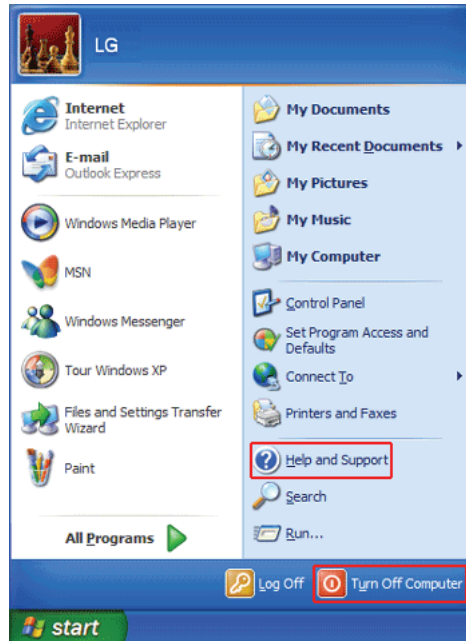 LG
Internet
Internet Explorer
E-mail
Outlook Express
Windows Media Player
MSN
Windows Messenger
Tour Windows XP
Files and Settings Transfer
Wizard
Paint
All Programs
My Documents
My Recent Documents
My Pictures
My Music
My Computer
Control Panel
Set Program Access and
Defaults
Connect To
Printers and Faxes
Help and Support
Search
Run...
Log Off
Turn Off Computer
start